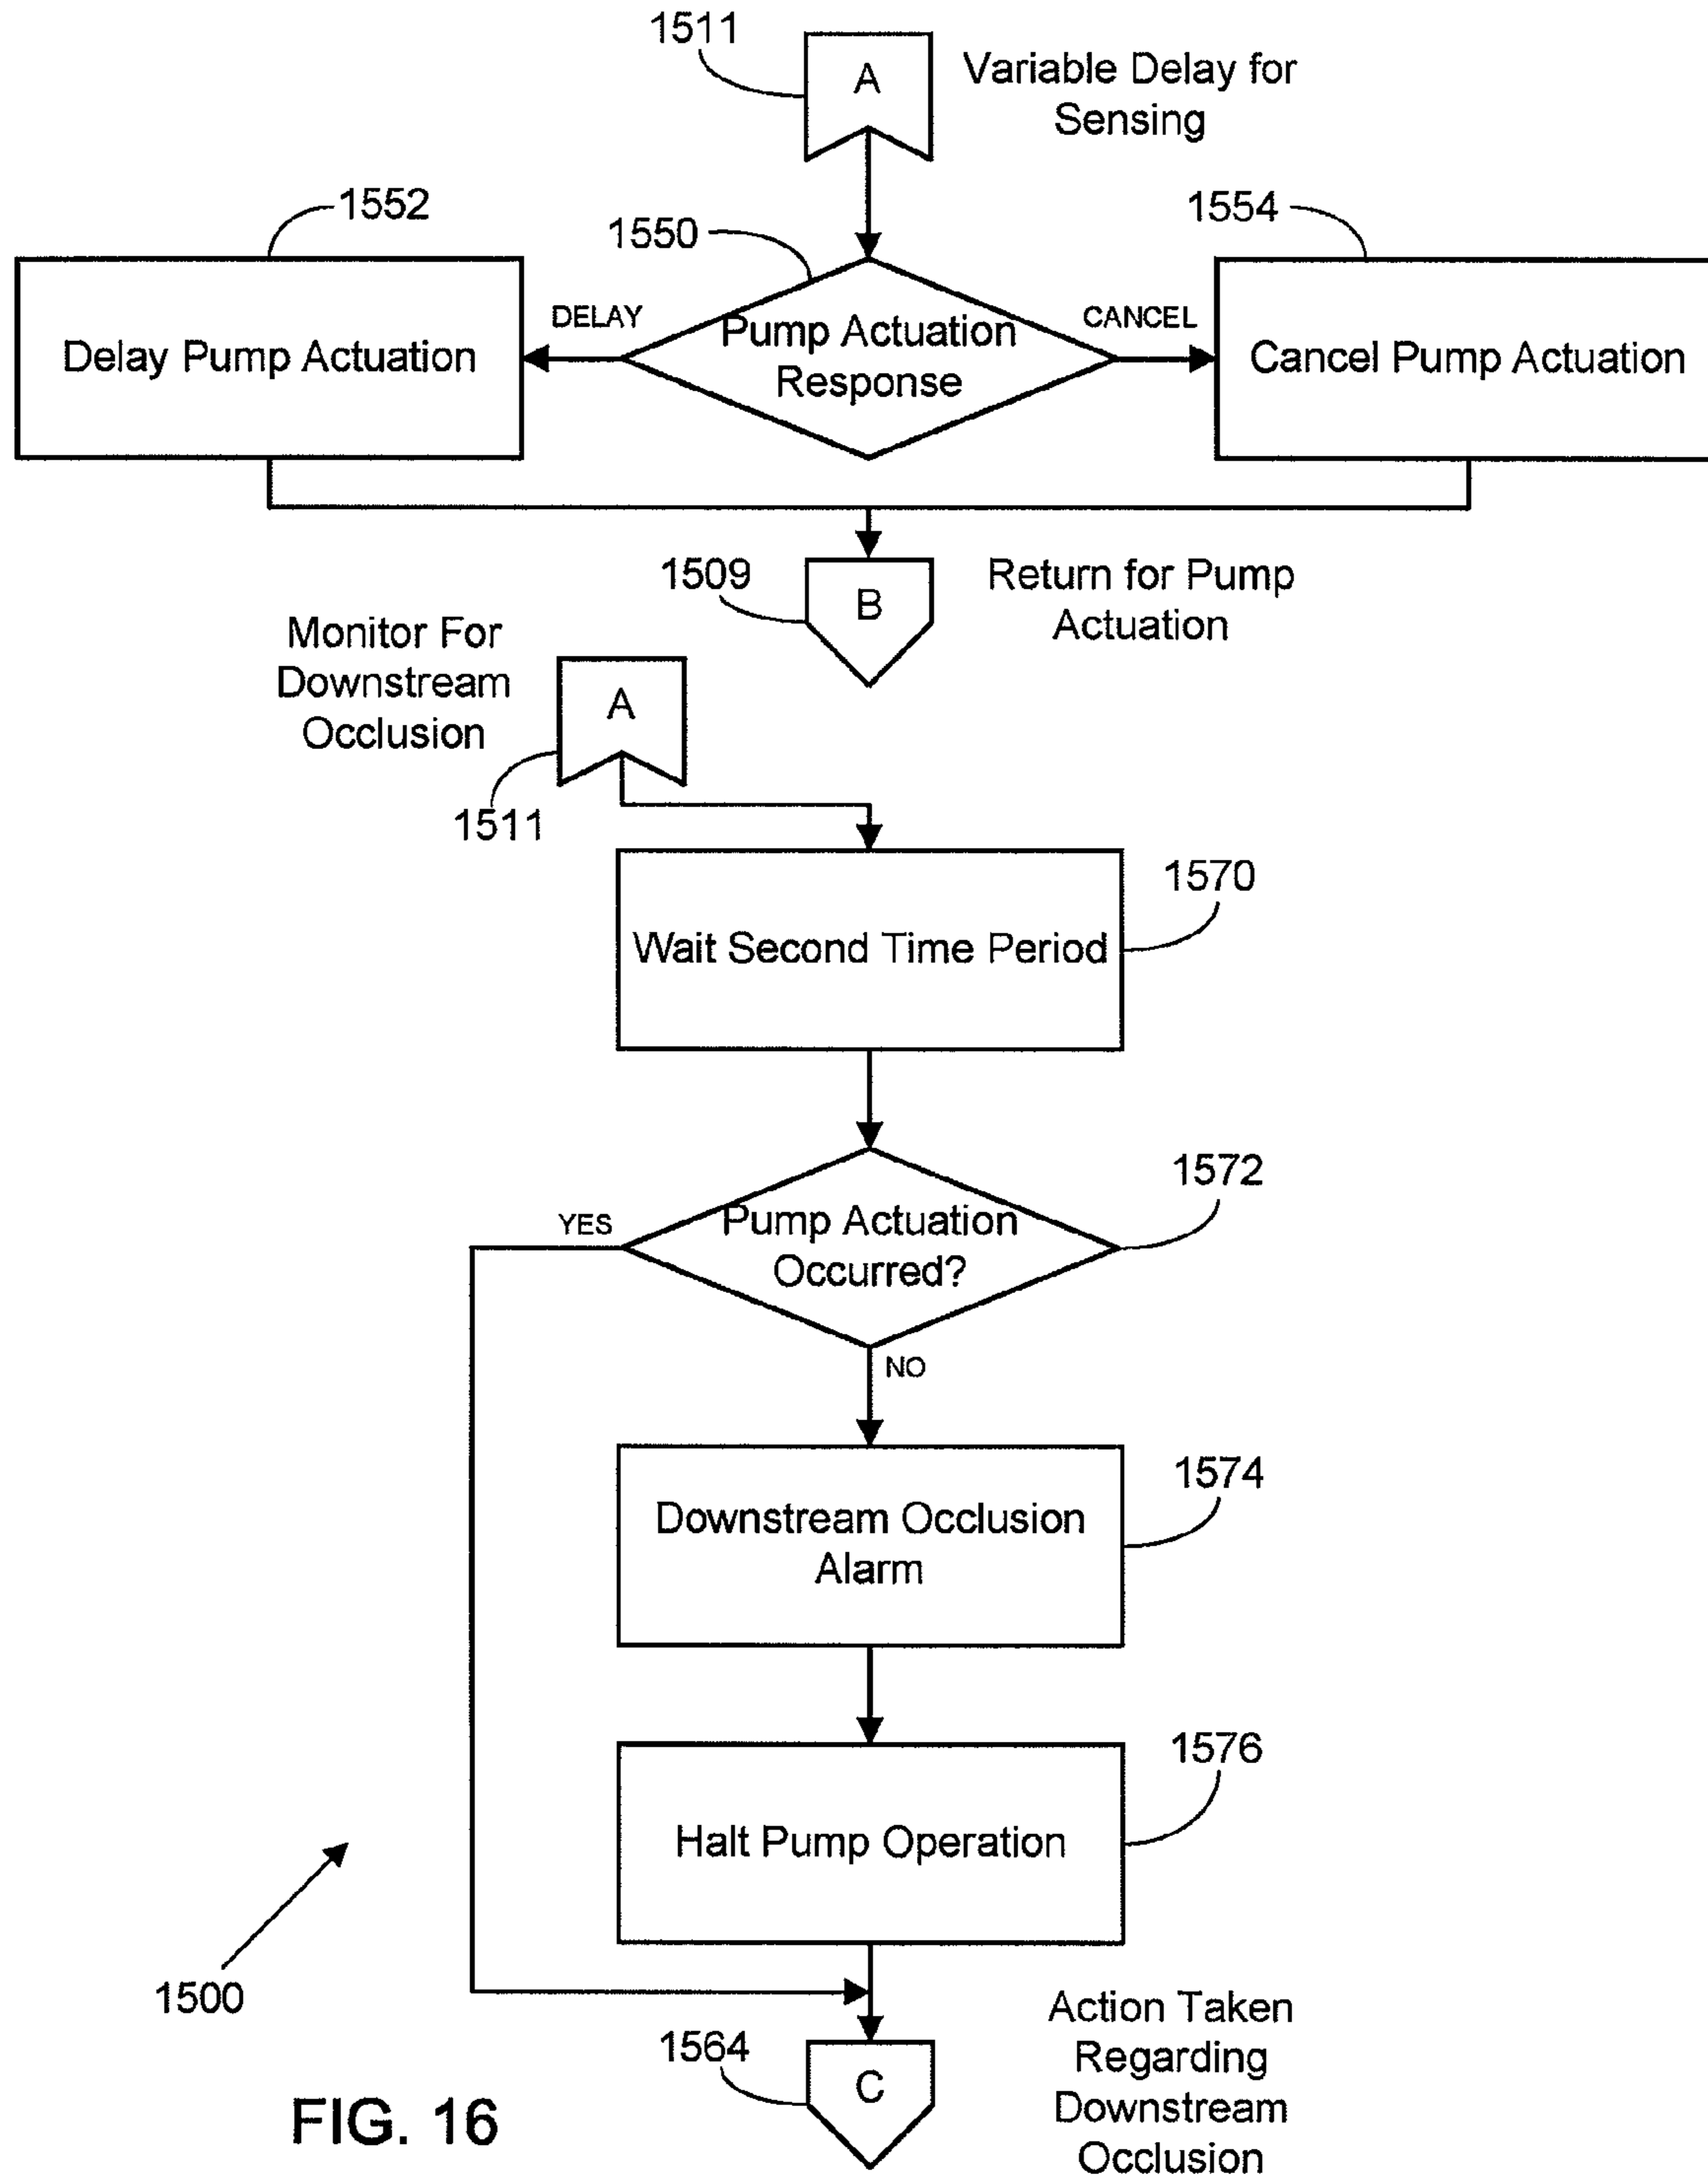 1511
A
Variable Delay for
Sensing
1552
1550
1554
DELAY
CANCEL
Delay Pump Actuation
Pump Actuation
Response
Cancel Pump Actuation
1509
B
Return for Pump
Actuation
Monitor For
Downstream
Occlusion
A
1511
1570
Wait Second Time Period
1572
YES
Pump Actuation
Occurred?
NO
1574
Downstream Occlusion
Alarm
1576
Halt Pump Operation
1500
1564
C
Action Taken
Regarding
Downstream
Occlusion
FIG. 16